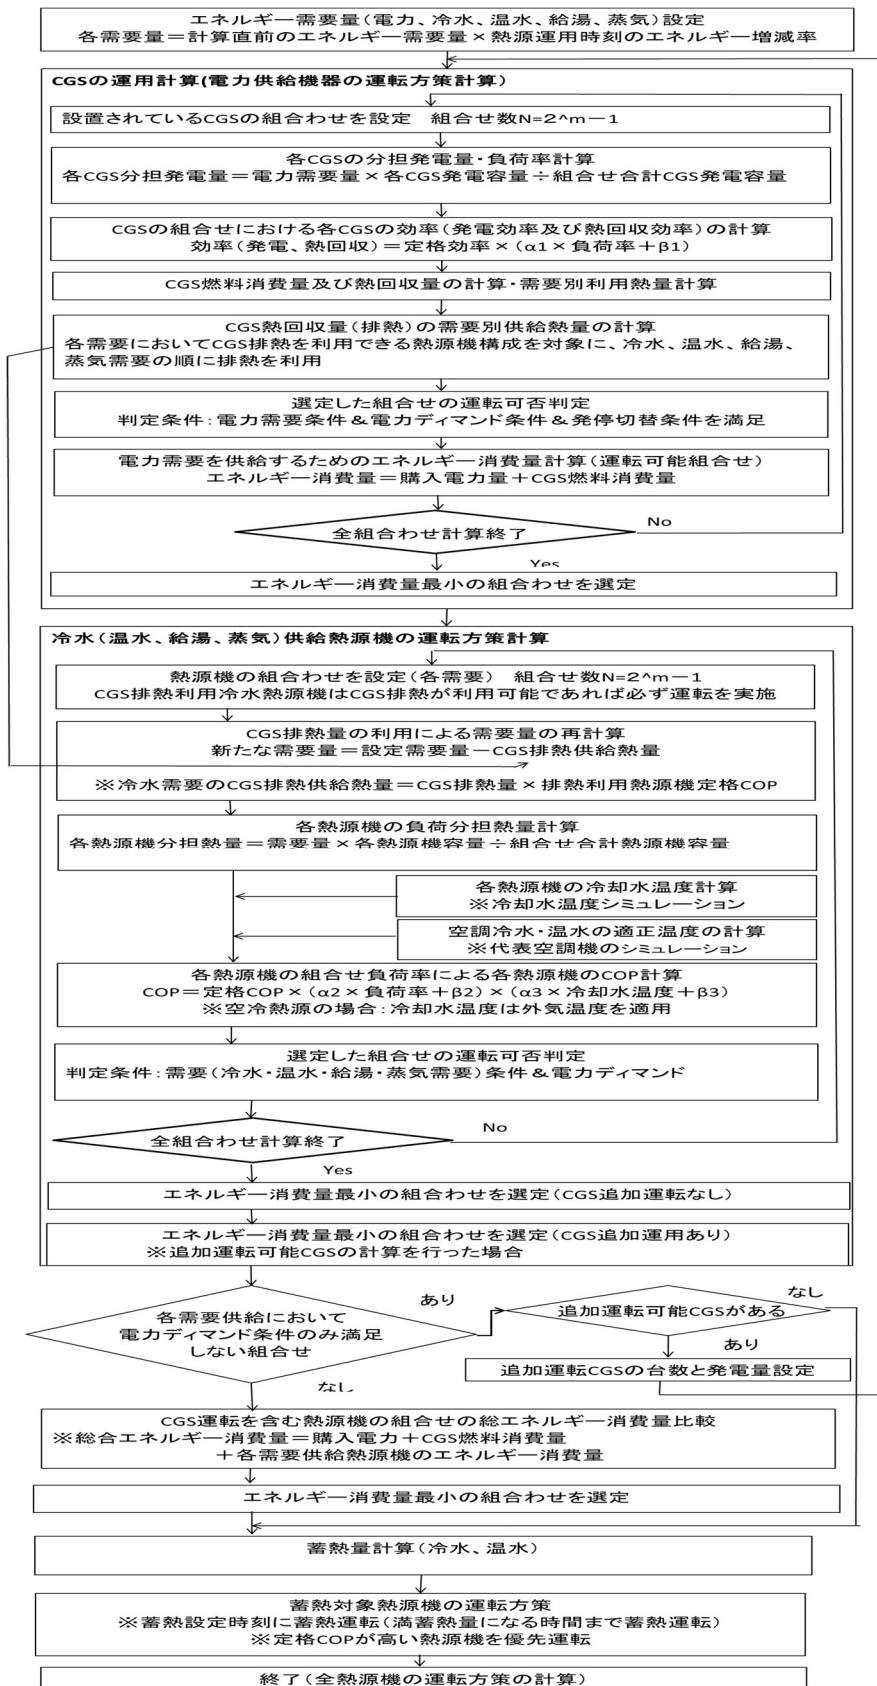 エネルギー需要量(電力、冷水、温水、給湯、蒸気)設定
各需要量=計算直前のエネルギー需要量×熱源運用時刻のエネルギー増減率
CGSの運用計算(電力供給機器の運転方策計算)
設置されているCGSの組合わせを設定 組合せ数N=2^m-1
各CGSの分担発電量・負荷率計算
各CGS分担発電量=電力需要量×各CGS発電容量÷組合せ合計CGS発電容量
CGSの組合せにおける各CGSの効率(発電効率及び熱回収効率)の計算
効率(発電、熱回収)=定格効率×(α1×負荷率+β1)
CGS燃料消費量及び熱回収量の計算・需要別利用熱量計算
CGS熱回収量(排熱)の需要別供給熱量の計算
各需要においてCGS排熱を利用できる熱源機構成を対象に、冷水、温水、給湯、
蒸気需要の順に排熱を利用
選定した組合せの運転可否判定
判定条件:電力需要条件&電力ディマンド条件&発停切替条件を満足
電力需要を供給するためのエネルギー消費量計算(運転可能組合せ)
エネルギー消費量=購入電力量+CGS燃料消費量
全組合わせ計算終了
No
Yes
エネルギー消費量最小の組合わせを選定
冷水(温水、給湯、蒸気)供給熱源機の運転方策計算
熱源機の組合わせを設定(各需要) 組合せ数N=2^m-1
CGS排熱利用冷水熱源機はCGS排熱が利用可能であれば必ず運転を実施
CGS排熱量の利用による需要量の再計算
新たな需要量=設定需要量-CGS排熱供給熱量
※冷水需要のCGS排熱供給熱量=CGS排熱量×排熱利用熱源機定格COP
各熱源機の負荷分担熱量計算
各熱源機分担熱量=需要量×各熱源機容量÷組合せ合計熱源機容量
各熱源機の冷却水温度計算
※冷却水温度シミュレーション
空調冷水・温水の適正温度の計算
※代表空調機のシミュレーション
各熱源機の組合せ負荷率による各熱源機のCOP計算
COP=定格COP×(α2×負荷率+β2)×(α3×冷却水温度+β3)
※空冷熱源の場合:冷却水温度は外気温度を適用
選定した組合せの運転可否判定
判定条件:需要(冷水・温水・給湯・蒸気需要)条件&電力ディマンド
全組合わせ計算終了
No
Yes
エネルギー消費量最小の組合わせを選定(CGS追加運転なし)
エネルギー消費量最小の組合わせを選定(CGS追加運用あり)
※追加運転可能CGSの計算を行った場合
各需要供給において
電力ディマンド条件のみ満足
しない組合せ
あり
追加運転可能CGSがある
なし
あり
追加運転CGSの台数と発電量設定
なし
CGS運転を含む熱源機の組合せの総エネルギー消費量比較
※総合エネルギー消費量=購入電力+CGS燃料消費量
+各需要供給熱源機のエネルギー消費量
エネルギー消費量最小の組合わせを選定
蓄熱量計算(冷水、温水)
蓄熱対象熱源機の運転方策
※蓄熱設定時刻に蓄熱運転(満蓄熱量になる時間まで蓄熱運転)
※定格COPが高い熱源機を優先運転
終了(全熱源機の運転方策の計算)